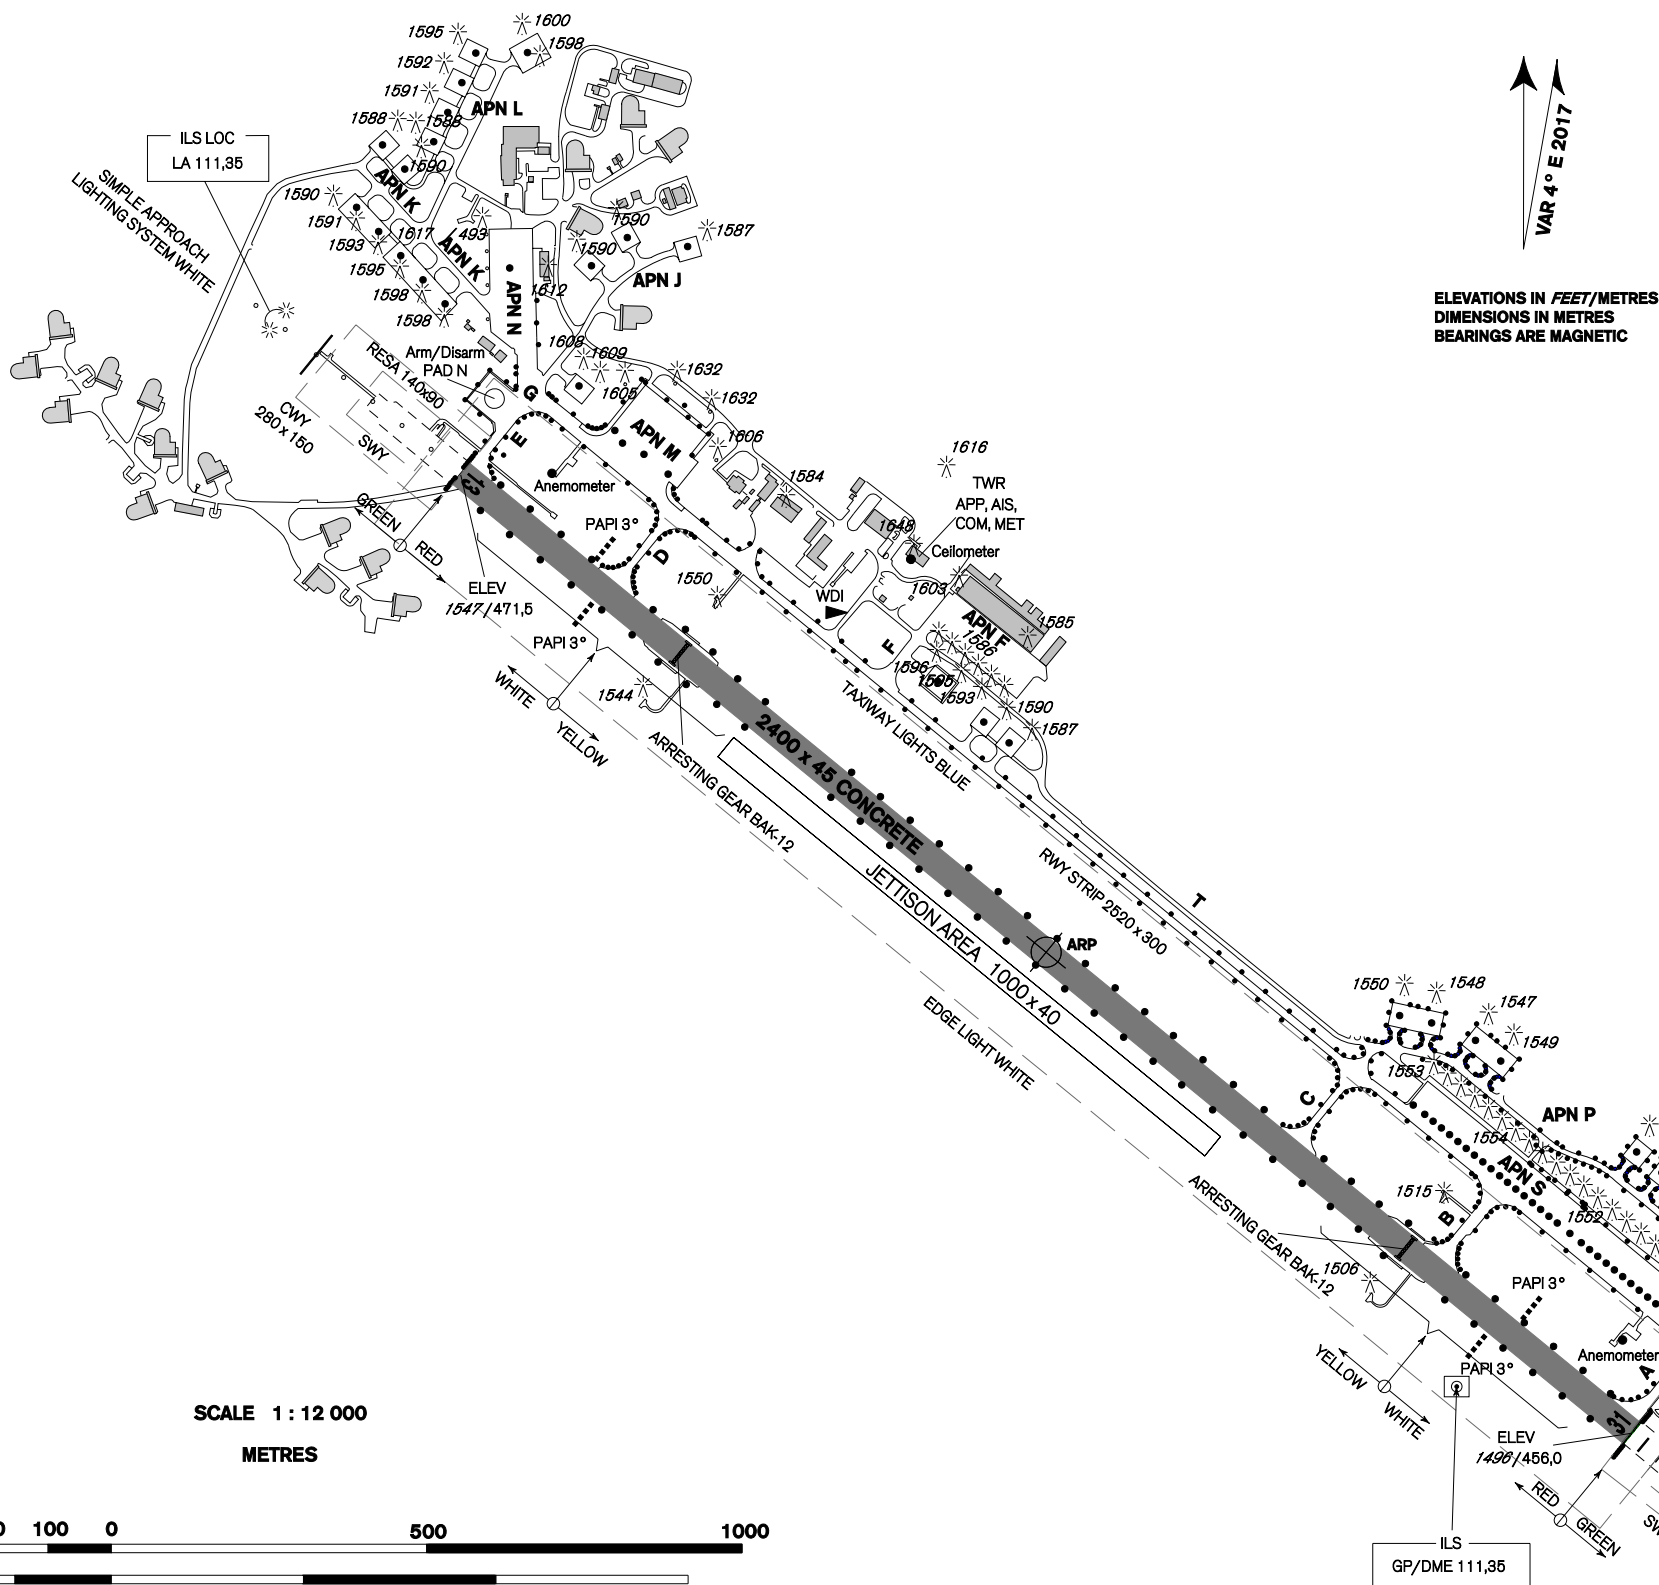 1600
1595
1598
1592
1591
APN L
1588
1588
ILS LOC
LA 111,35
1590
SIMPLE APPROACH
LIGHTING SYSTEM WHITE
APN K
1590
1591
1590
1587
1593
1617
493
1590
APN K
1595
APN J
1598
1612
APN N
1598
1608
1609
Arm/Disarm
PAD N
RESA 140x90
1632
1605
1632
CWY
280 x 150
SWY
G
E
APN M
1606
1616
1584
TWR
APP, AIS,
COM, MET
13
Anemometer
GREEN
RED
PAPI 3°
1648
Ceilometer
D
1550
1603
WDI
ELEV
1547/471,5
PAPI 3°
APN F
1585
1586
F
1596
1595
1593
1590
1587
WHITE
YELLOW
1544
TAXIWAY LIGHTS BLUE
ARRESTING GEAR BAK-12
2400 x 45 CONCRETE
JETTISON AREA 1000 x 40
RWY STRIP 2520 x 300
T
ARP
EDGE LIGHT WHITE
VAR 4° E 2017
ELEVATIONS IN FEET/METRES
DIMENSIONS IN METRES
BEARINGS ARE MAGNETIC
1550
1548
1547
1549
1553
C
APN P
1554
APN S
1552
1515
B
ARRESTING GEAR BAK-12
1506
PAPI 3°
YELLOW
WHITE
PAPI 3°
Anemometer
A
31
ELEV
1496/456,0
RED
GREEN
SW
ILS
GP/DME 111,35
SCALE 1 : 12 000
METRES
0 100 0 500 1000